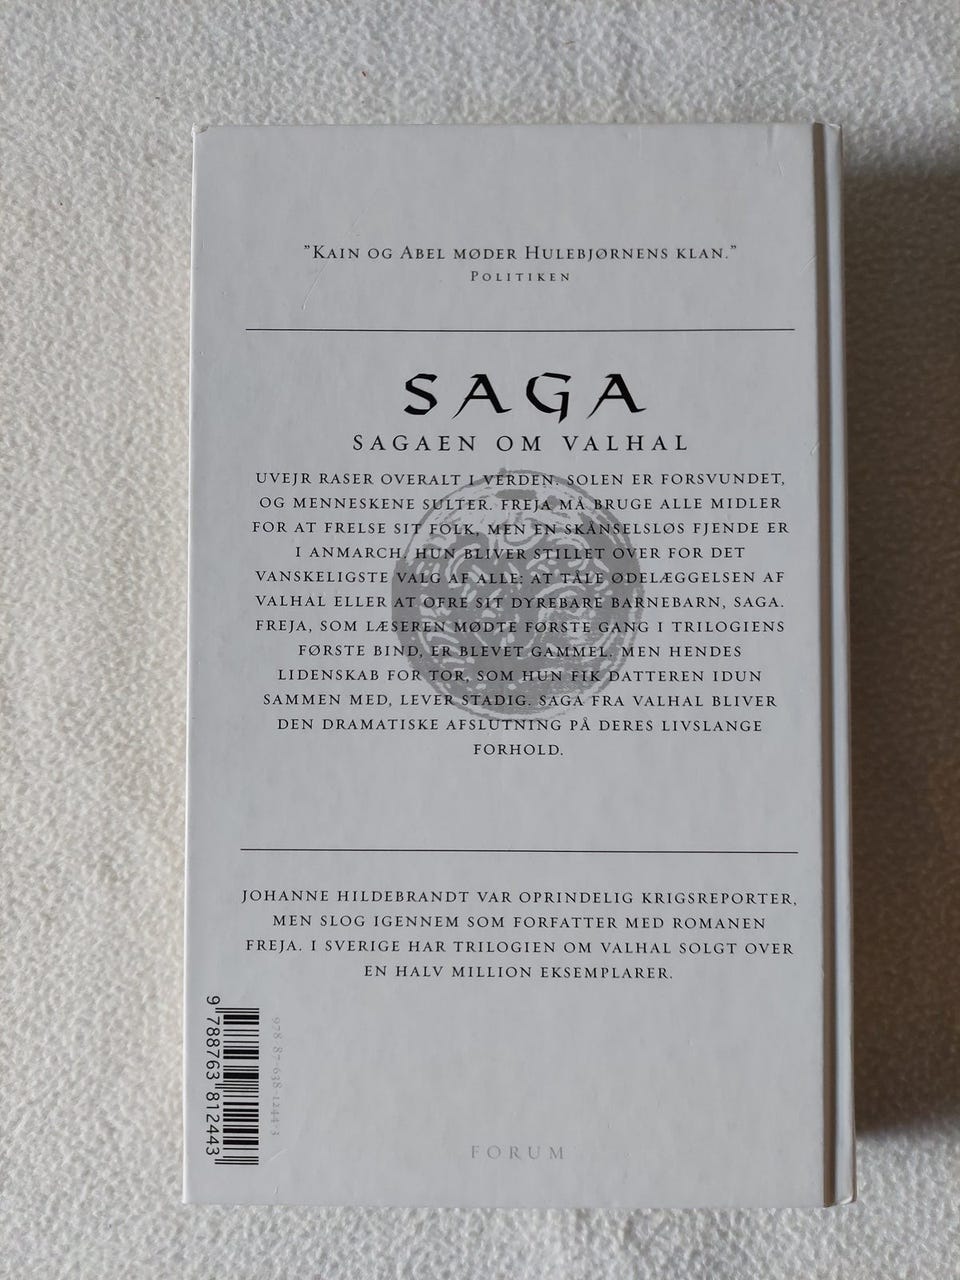 ”Kain og Abel møder Hulebjørnens klan.”
Politiken
SAGA
SAGAEN OM VALHAL
UVEJR RASER OVERALT I VERDEN. SOLEN ER FORSVUNDET,
OG MENNESKENE SULTER. FREJA MÅ BRUGE ALLE MIDLER
FOR AT FRELSE SIT FOLK, MEN EN SKÅNSELSLØS FJENDE ER
I ANMARCH. HUN BLIVER STILLET OVER FOR DET
VANSKELIGSTE VALG AF ALLE: AT TÅLE ØDELÆGGELSEN AF
VALHAL ELLER AT OFRE SIT DYREBARE BARNEBARN, SAGA.
FREJA, SOM LÆSEREN MØDTE FØRSTE GANG I TRILOGIENS
FØRSTE BIND, ER BLEVET GAMMEL. MEN HENDES
LIDENSKAB FOR TOR, SOM HUN FIK DATTEREN IDUN
SAMMEN MED, LEVER STADIG. SAGA FRA VALHAL BLIVER
DEN DRAMATISKE AFSLUTNING PÅ DERES LIVSLANGE
FORHOLD.
JOHANNE HILDEBRANDT VAR OPRINDELIG KRIGSREPORTER,
MEN SLOG IGENNEM SOM FORFATTER MED ROMANEN
FREJA. I SVERIGE HAR TRILOGIEN OM VALHAL SOLGT OVER
EN HALV MILLION EKSEMPLARER.
978 87-638-1244-3
9 788763 812443
FORUM